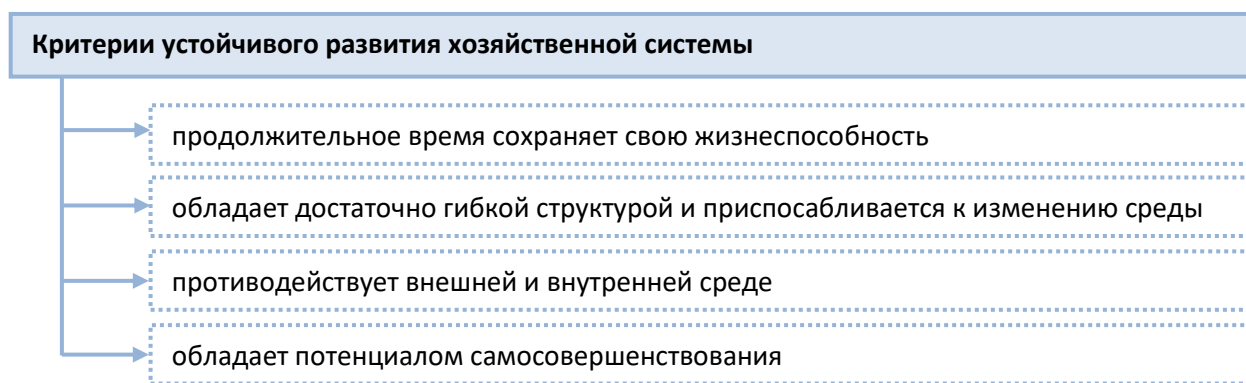 Критерии устойчивого развития хозяйственной системы
продолжительное время сохраняет свою жизнеспособность
обладает достаточно гибкой структурой и приспосабливается к изменению среды
противодействует внешней и внутренней среде
обладает потенциалом самосовершенствования